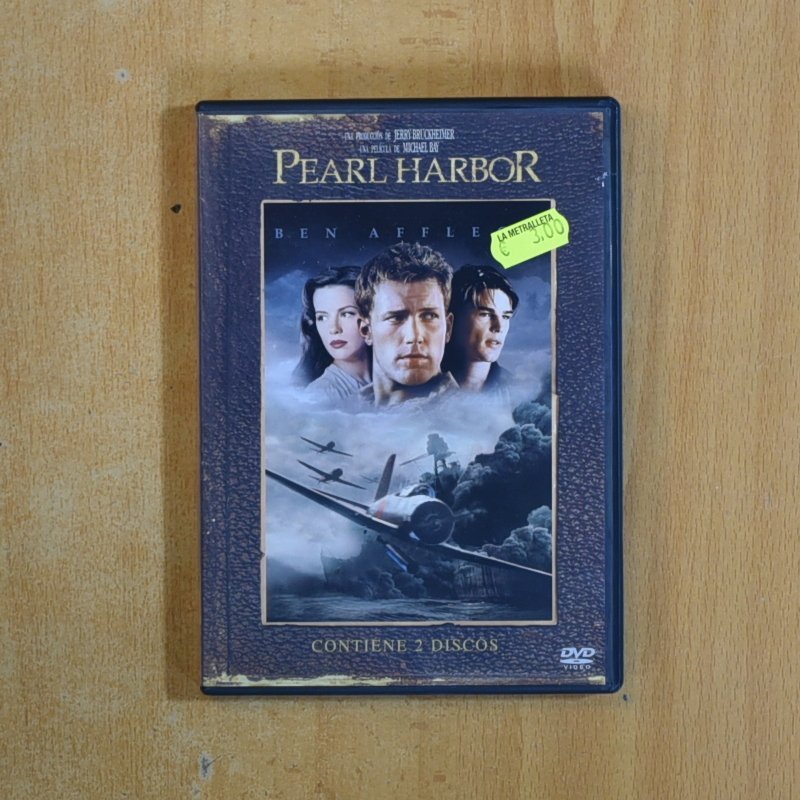 UNA PRODUCCIÓN DE JERRY BRUCKHEIMER
UNA PELÍCULA DE MICHAEL BAY
PEARL HARBOR
BEN AFFLE
LA METRALLETA
€ 3,00
CONTIENE 2 DISCOS
DVD
VIDEO